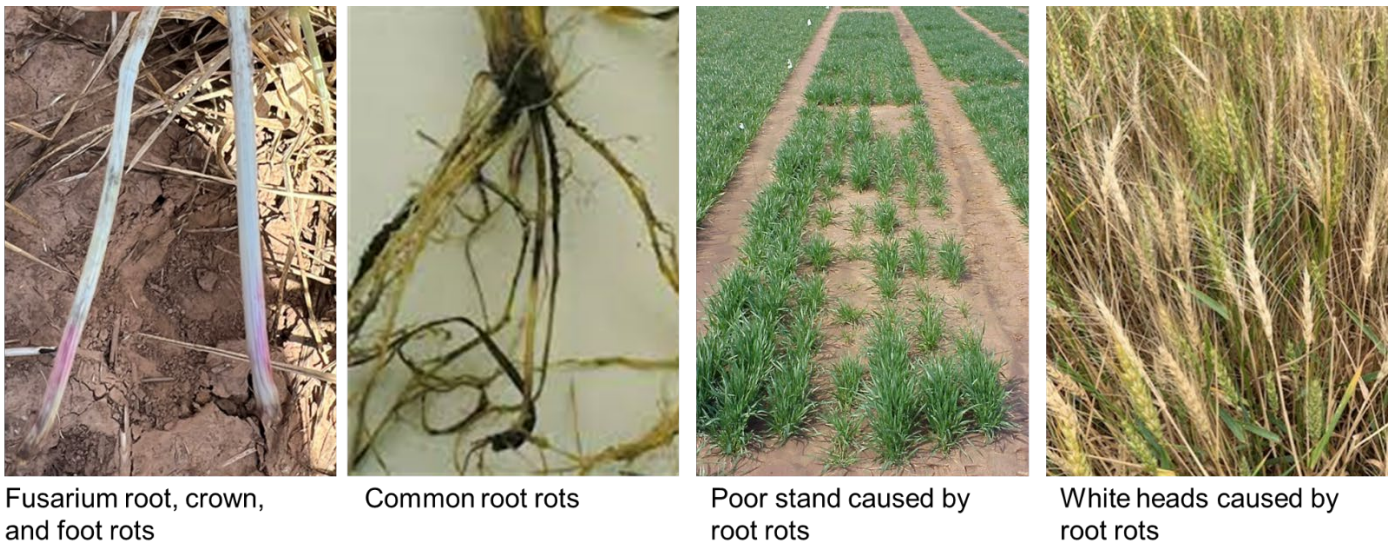 Fusarium root, crown,
and foot rots
Common root rots
Poor stand caused by
root rots
White heads caused by
root rots